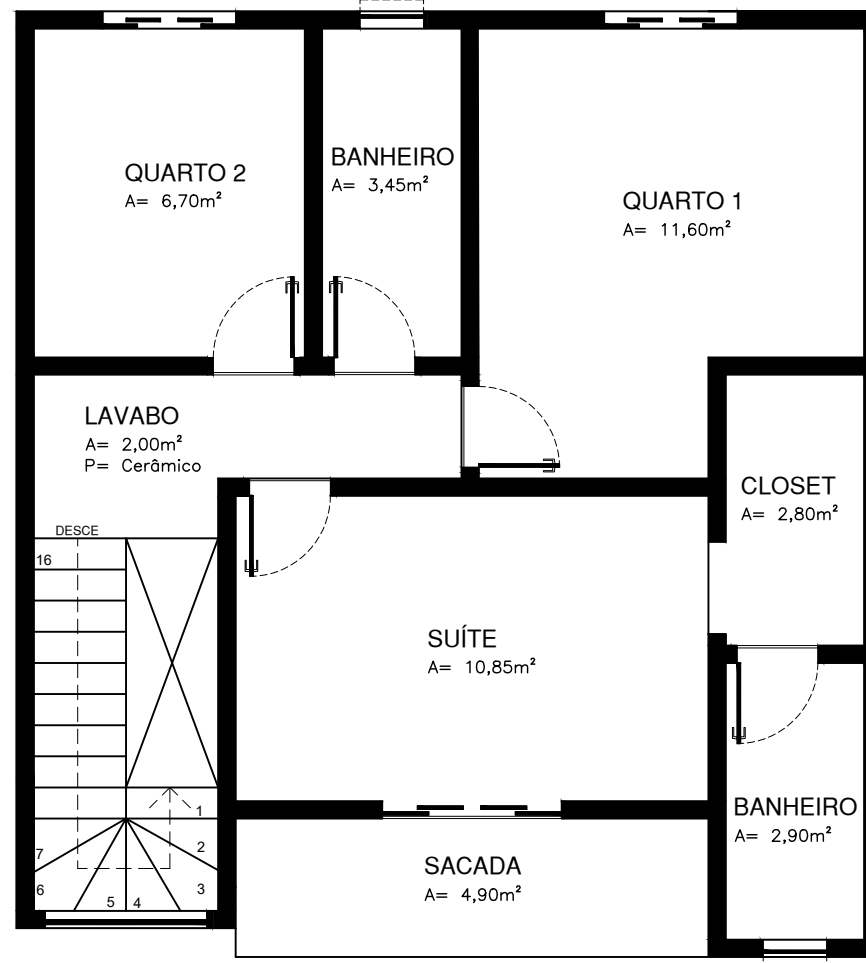 QUARTO 2
A= 6,70m²
BANHEIRO
A= 3,45m²
QUARTO 1
A= 11,60m²
LAVABO
A= 2,00m²
P= Cerâmico
CLOSET
A= 2,80m²
DESCE
16
SUÍTE
A= 10,85m²
1
2
3
4
5
6
7
BANHEIRO
A= 2,90m²
SACADA
A= 4,90m²